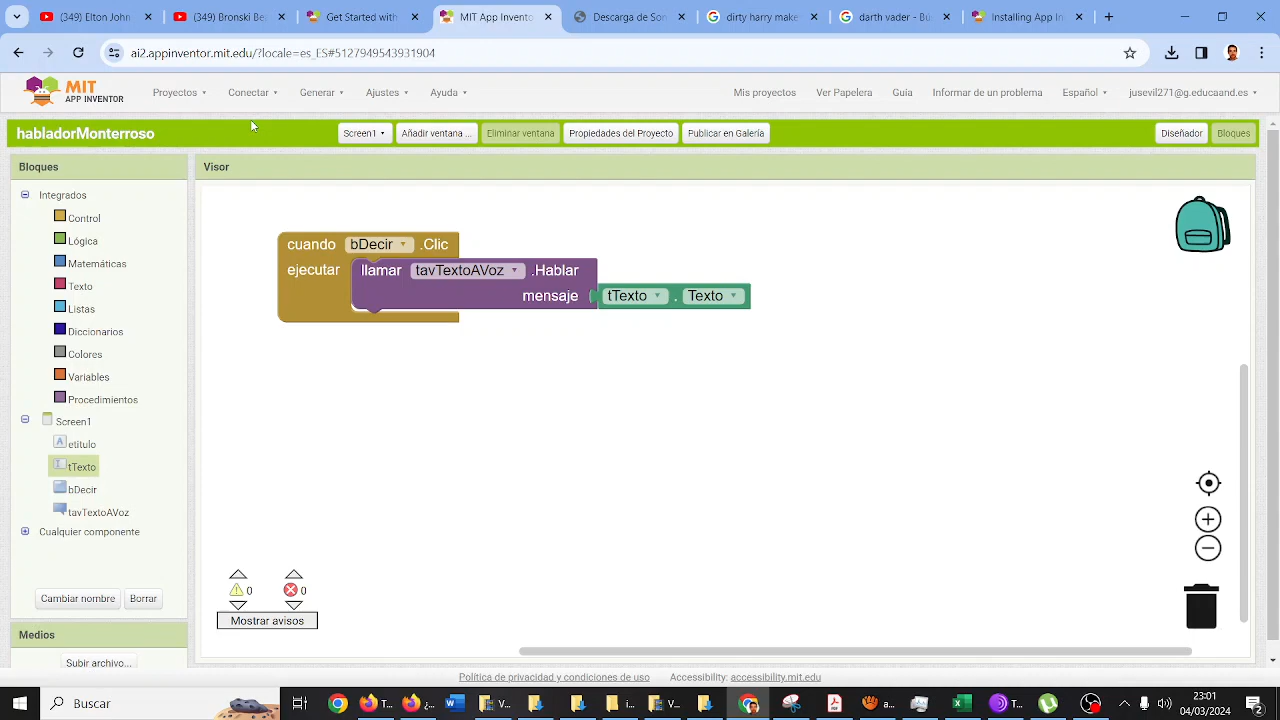 (349) Elton John
(349) Bronski Be
Get Started with
MIT App Invento
Descarga de Son
dirty harry make
darth vader - Bú
Installing App In
ai2.appinventor.mit.edu/?locale=es_ES#5127949543931904
MIT
APP INVENTOR
Proyectos
Conectar
Generar
Ajustes
Ayuda
Mis proyectos
Ver Papelera
Guía
Informar de un problema
Español
jusevil271@g.educaand.es
habladorMonterroso
Screen1
Añadir ventana ...
Eliminar ventana
Propiedades del Proyecto
Publicar en Galería
Diseñador
Bloques
Bloques
Visor
Integrados
Control
Lógica
Matemáticas
Texto
Listas
Diccionarios
Colores
Variables
Procedimientos
Screen1
etitulo
tTexto
bDecir
tavTextoAVoz
Cualquier componente
Cambiar nombre
Borrar
Medios
Subir archivo...
cuando bDecir .Clic
ejecutar llamar tavTextoAVoz .Hablar
mensaje tTexto . Texto
0
0
Mostrar avisos
Política de privacidad y condiciones de uso
Accessibility: accessibility.mit.edu
Buscar
23:01
04/03/2024